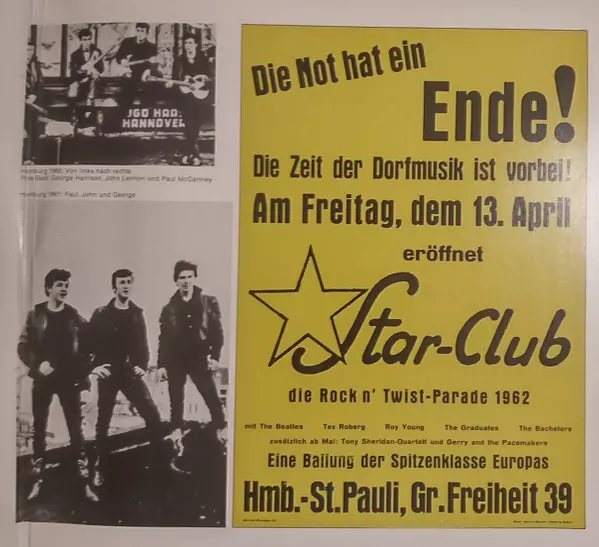 JGO HAA:
HANNOVER
Hamburg 1960: Von links nach rechts
Pete Best, George Harrison, John Lennon und Paul McCartney
Hamburg 1961: Paul, John und George
Die Not hat ein
Ende!
Die Zeit der Dorfmusik ist vorbei!
Am Freitag, dem 13. April
eröffnet
Star-Club
die Rock n' Twist-Parade 1962
mit The Beatles Tex Roberg Roy Young The Graduates The Bachelors
zusätzlich ab Mai: Tony Sheridan-Quartett und Gerry and the Pacemakers
Eine Ballung der Spitzenklasse Europas
Hmb.-St.Pauli, Gr.Freiheit 39